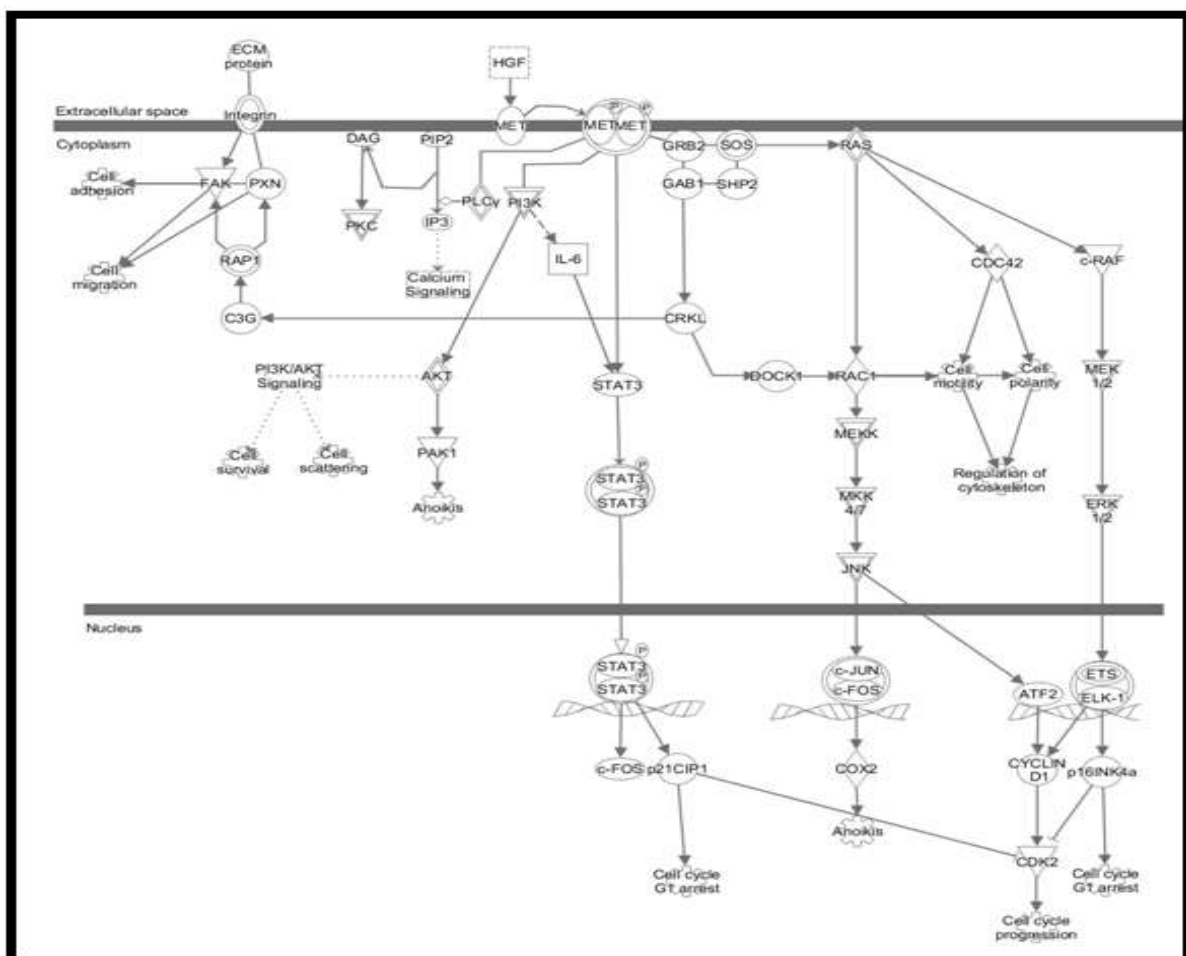 ECM
protein
HGF
Extracellular space
Integrin
MET
P
P
MET
MET
Cytoplasm
DAG
PIP2
GRB2
SOS
RAS
Cell
adhesion
FAK
PXN
GAB1
SHP2
PKC
IP3
PLCγ
PI3K
RAP1
IL-6
CDC42
c-RAF
Cell
migration
Calcium
Signaling
C3G
CRKL
PI3K/AKT
Signaling
AKT
STAT3
DOCK1
RAC1
Cell
motility
Cell
polarity
MEK
1/2
Cell
survival
Cell
scattering
PAK1
MEKK
P
STAT3
P
STAT3
Regulation of
cytoskeleton
Anoikis
MKK
4/7
ERK
1/2
JNK
Nucleus
P
STAT3
P
STAT3
c-JUN
c-FOS
ATF2
ETS
ELK-1
c-FOS
p21CIP1
COX2
CYCLIN
D1
p16INK4a
Anoikis
CDK2
Cell cycle
G1 arrest
Cell cycle
G1 arrest
Cell cycle
progression